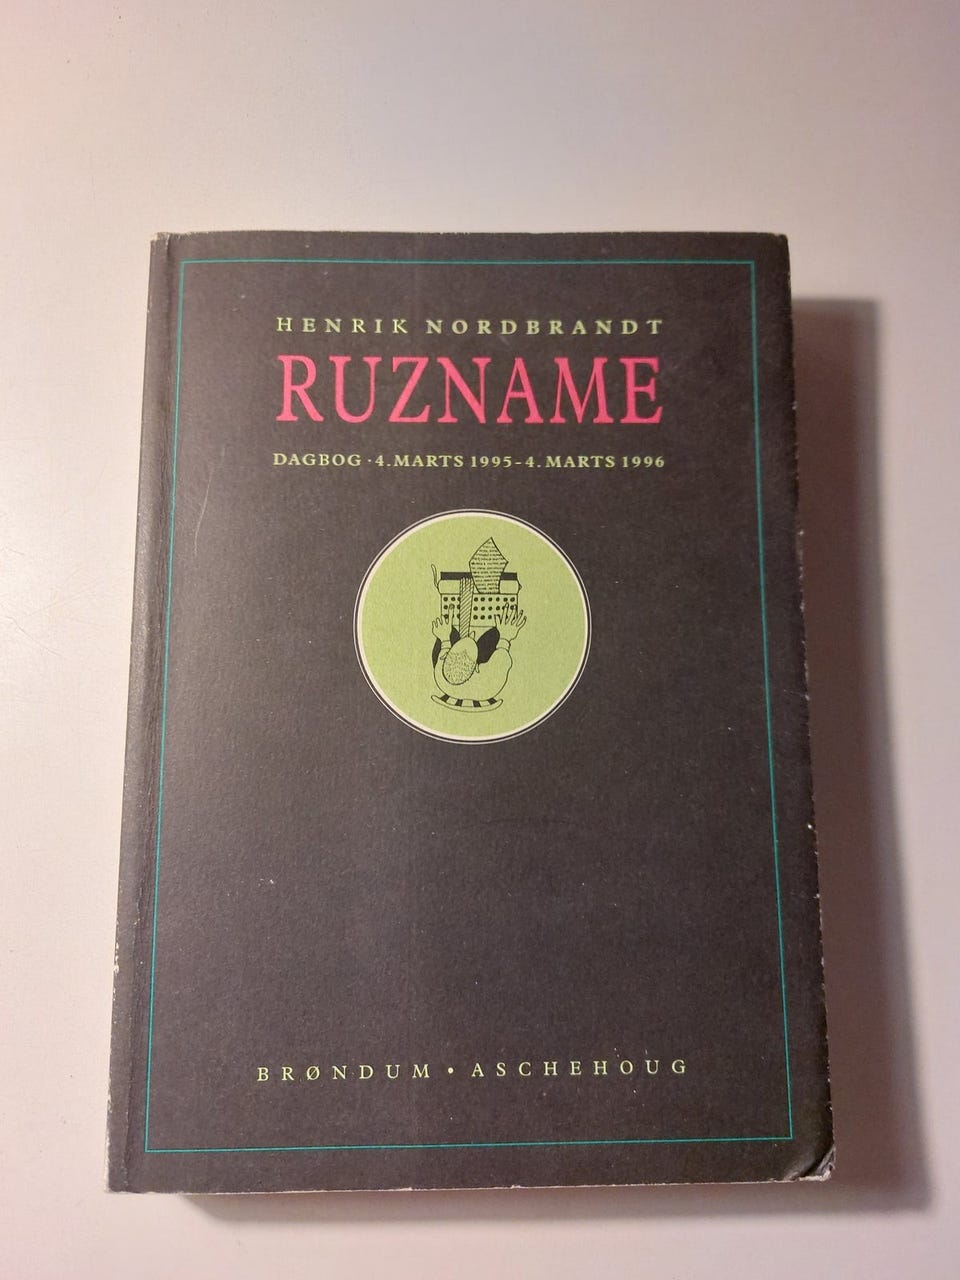 HENRIK NORDBRANDT
RUZNAME
DAGBOG · 4. MARTS 1995 - 4. MARTS 1996
BRØNDUM • ASCHEHOUG